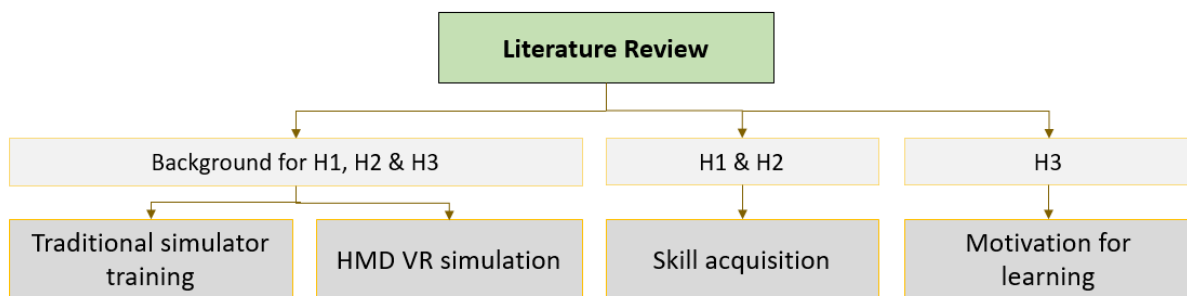 Literature Review
Background for H1, H2 & H3
H1 & H2
H3
Traditional simulator
training
HMD VR simulation
Skill acquisition
Motivation for
learning